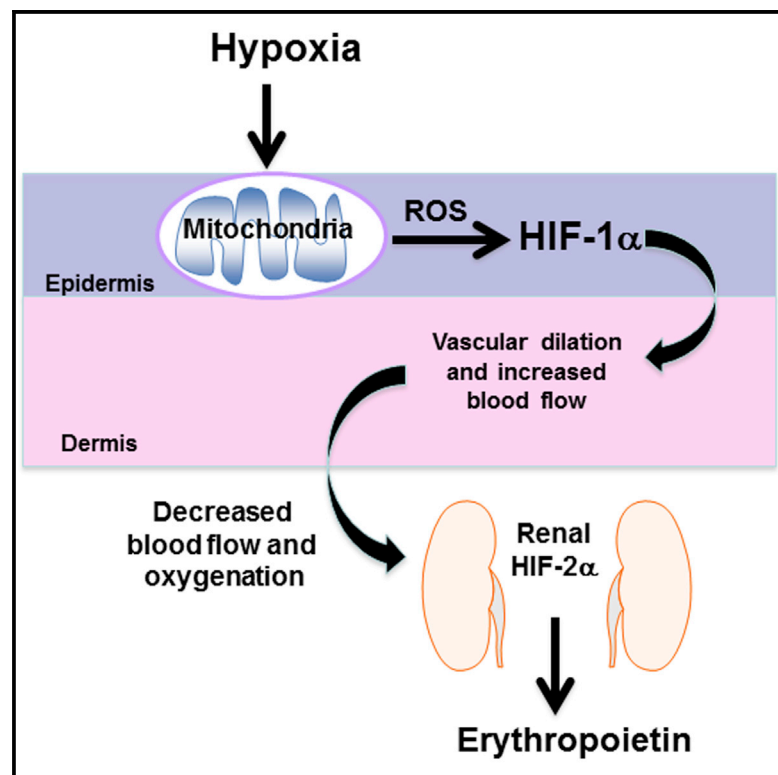 Hypoxia
Mitochondria
ROS
HIF-1α
Epidermis
Vascular dilation
and increased
blood flow
Dermis
Decreased
blood flow and
oxygenation
Renal
HIF-2α
Erythropoietin